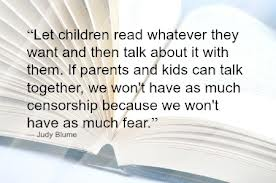 “Let children read whatever they
want and then talk about it with
them. If parents and kids can talk
together, we won't have as much
censorship because we won't
have as much fear.”
— Judy Blume